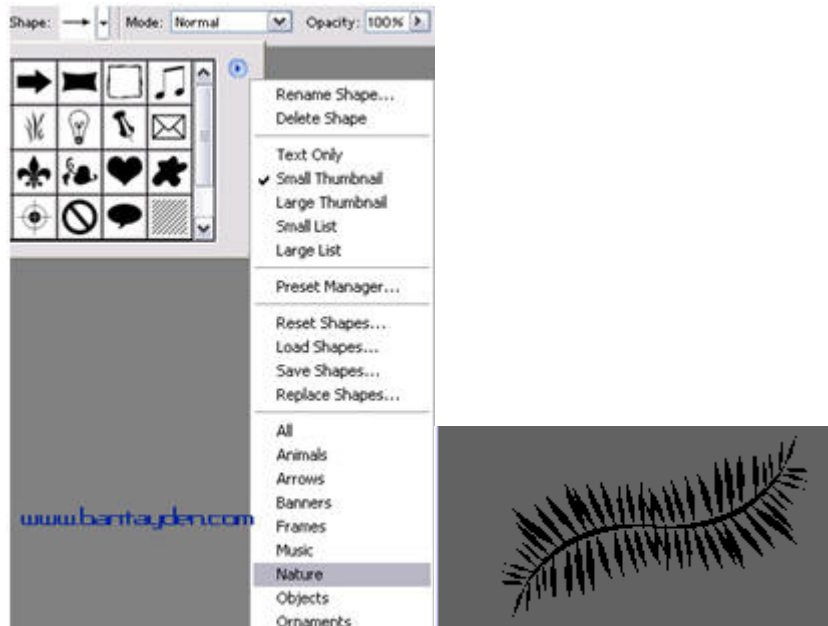 Shape: Mode: Normal Opacity: 100%
Rename Shape...
Delete Shape
Text Only
Small Thumbnail
Large Thumbnail
Small List
Large List
Preset Manager...
Reset Shapes...
Load Shapes...
Save Shapes...
Replace Shapes...
All
Animals
Arrows
Banners
www.bantayden.com
Frames
Music
Nature
Objects
Ornaments